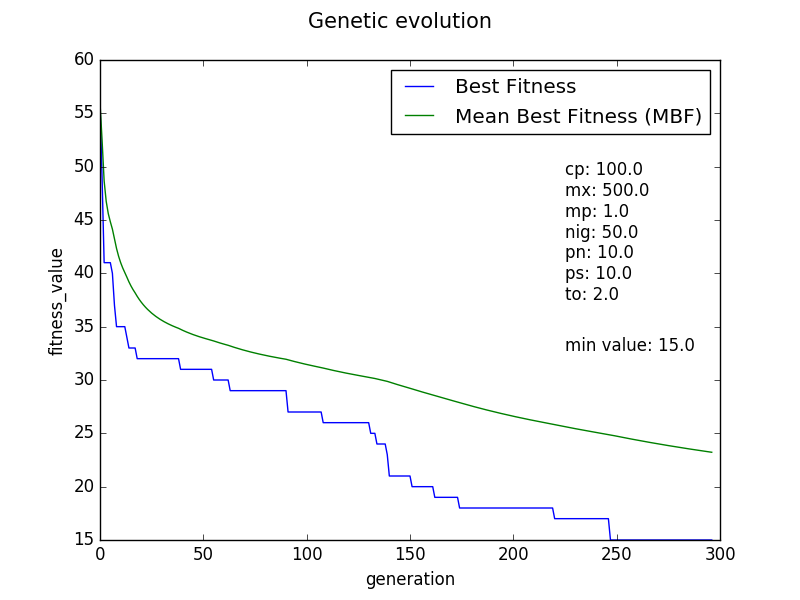 Genetic evolution
60
55
50
45
40
35
30
25
20
15
fitness_value
Best Fitness
Mean Best Fitness (MBF)
cp: 100.0
mx: 500.0
mp: 1.0
nig: 50.0
pn: 10.0
ps: 10.0
to: 2.0
min value: 15.0
0 50 100 150 200 250 300
generation